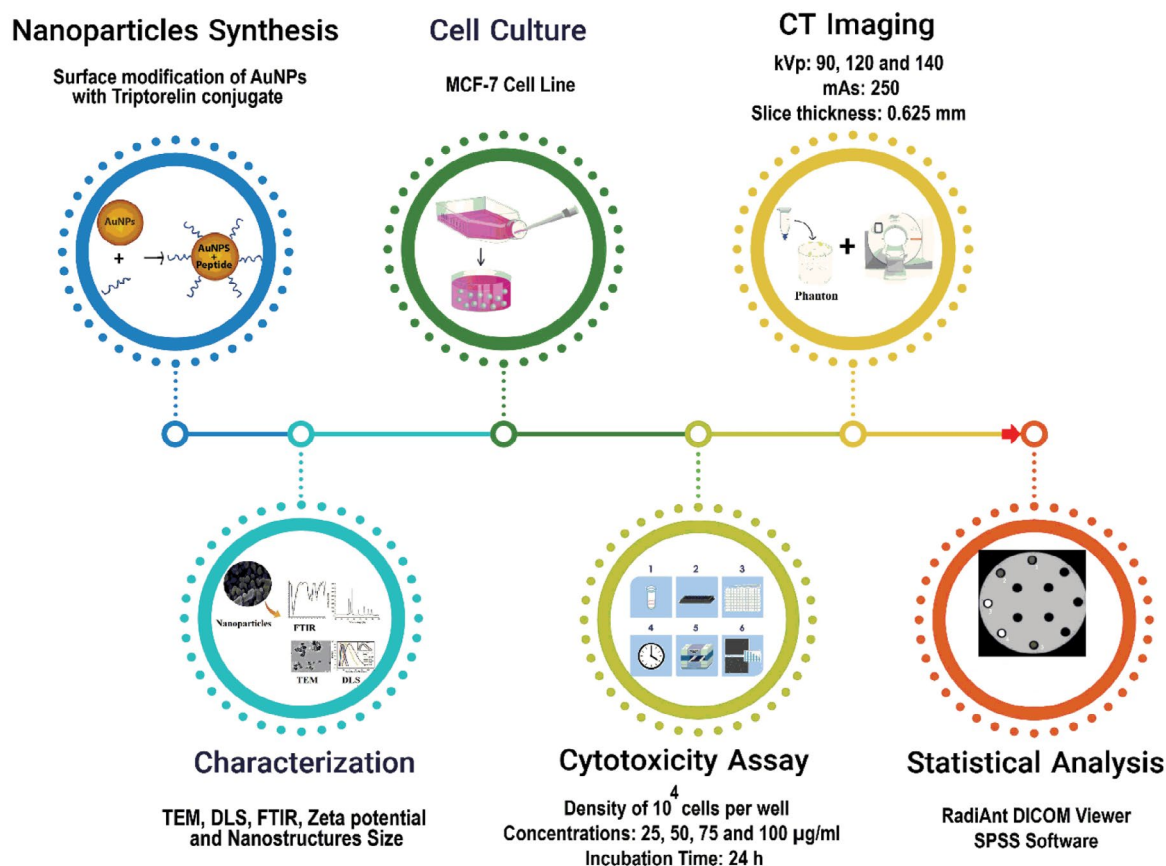 Nanoparticles Synthesis
Surface modification of AuNPs
with Triptorelin conjugate
AuNPs
+
AuNPS
+
Peptide
Cell Culture
MCF-7 Cell Line
CT Imaging
kVp: 90, 120 and 140
mAs: 250
Slice thickness: 0.625 mm
+
Phanton
Nanoparticles
FTIR
TEM
DLS
Characterization
TEM, DLS, FTIR, Zeta potential
and Nanostructures Size
1
2
3
4
5
6
Cytotoxicity Assay
Density of 10⁴ cells per well
Concentrations: 25, 50, 75 and 100 µg/ml
Incubation Time: 24 h
Statistical Analysis
RadiAnt DICOM Viewer
SPSS Software